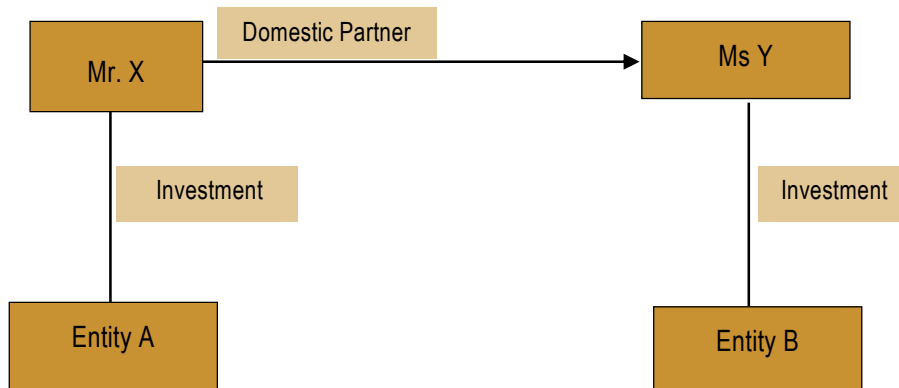 Domestic Partner
Mr. X
Ms Y
Investment
Investment
Entity A
Entity B